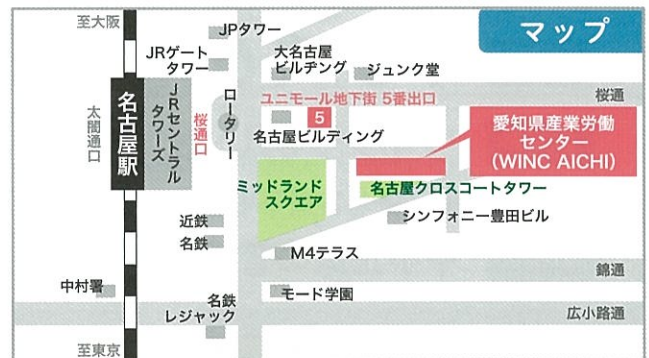 至大阪
JPタワー
マップ
JRゲート
タワー
大名古屋
ビルヂング
ジュンク堂
太閤通口
名古屋駅
JRセントラル
タワーズ
桜通口
ロータリー
ユニモール地下街 5番出口
桜通
5
名古屋ビルディング
愛知県産業労働
センター
(WINC AICHI)
ミッドランド
スクエア
名古屋クロスコートタワー
シンフォニー豊田ビル
近鉄
名鉄
M4テラス
錦通
中村署
モード学園
名鉄
レジャック
広小路通
至東京